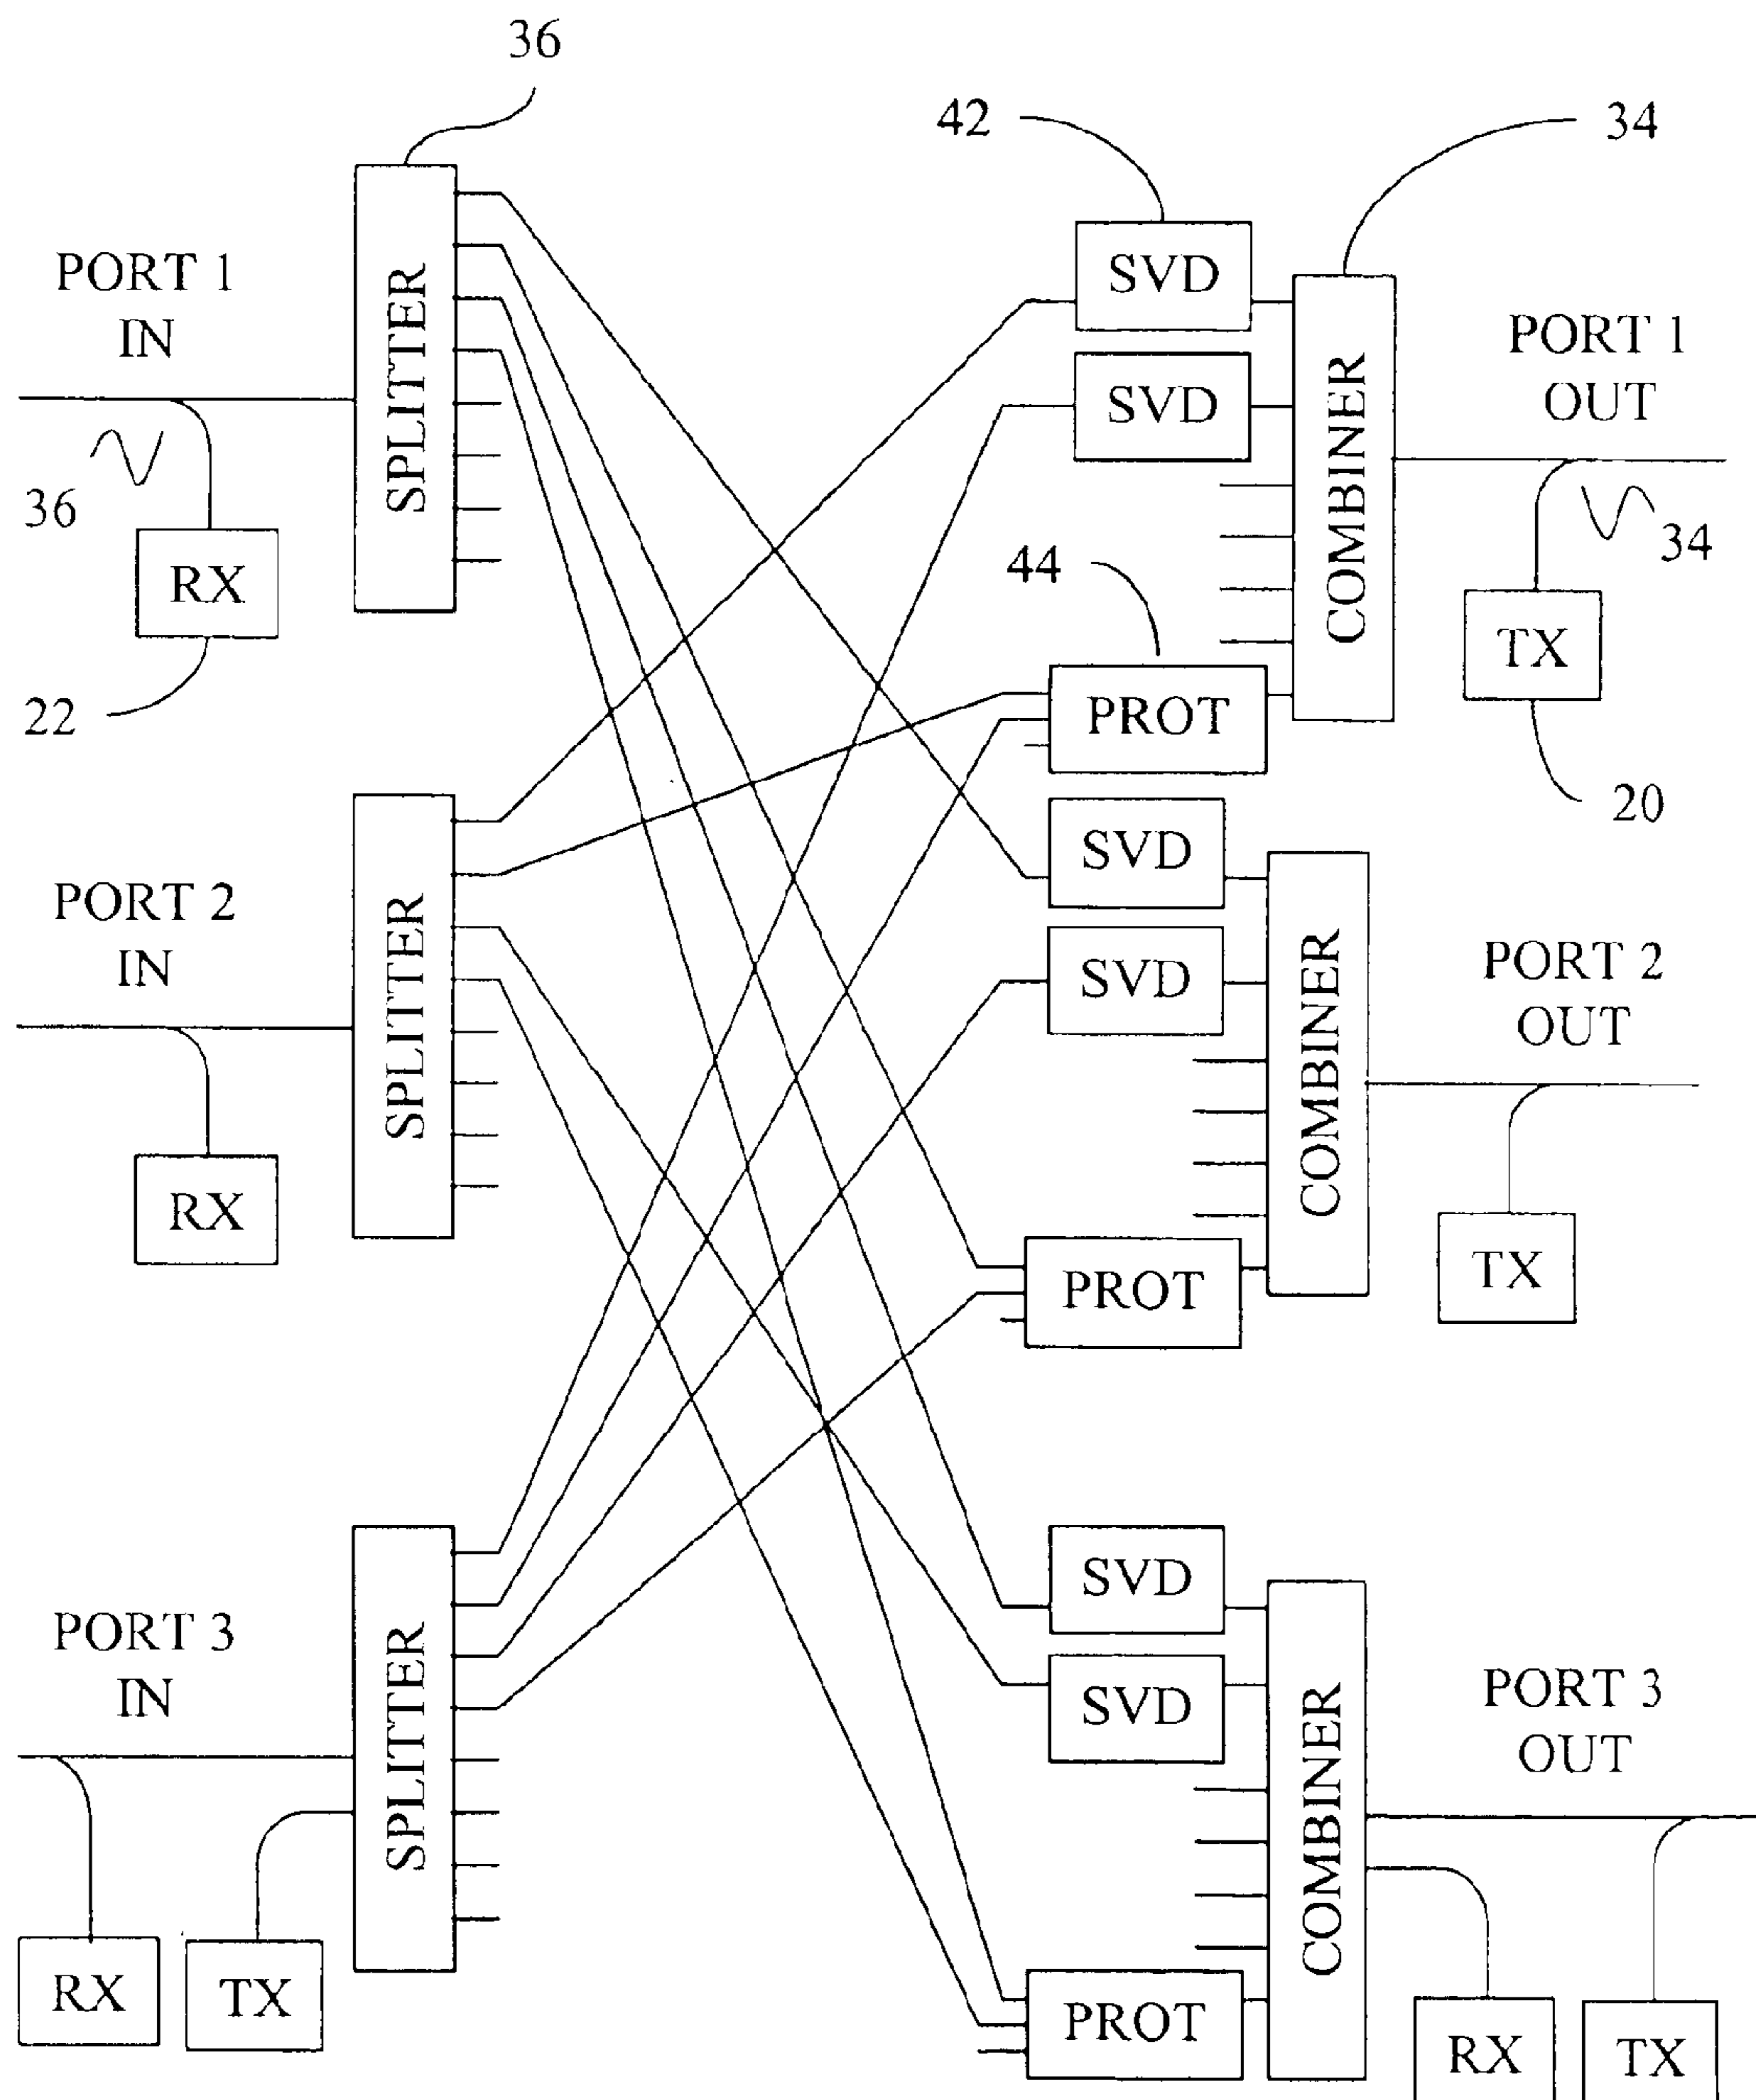 36
42
34
PORT 1
IN
SPLITTER
SVD
SVD
COMBINER
PORT 1
OUT
36
RX
22
44
PROT
34
TX
20
PORT 2
IN
SPLITTER
RX
SVD
SVD
COMBINER
PORT 2
OUT
PROT
TX
PORT 3
IN
SPLITTER
RX
TX
SVD
SVD
COMBINER
PORT 3
OUT
PROT
RX
TX